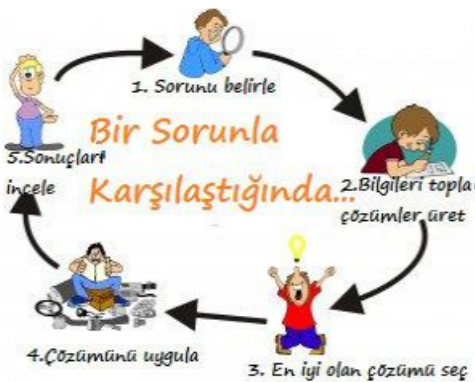 1. Sorunu belirle
Bir Sorunla
Karşılaştığında...
2.Bilgileri topla
çözümler üret
3. En iyi olan çözümü seç
4.Çözümünü uygula
5.Sonuçları
incele